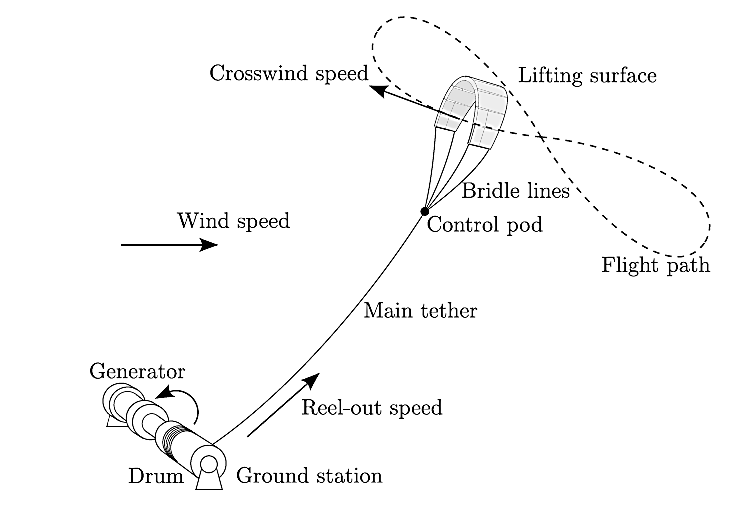 Crosswind speed
Lifting surface
Bridle lines
Wind speed
Control pod
Flight path
Main tether
Generator
Reel-out speed
Drum
Ground station